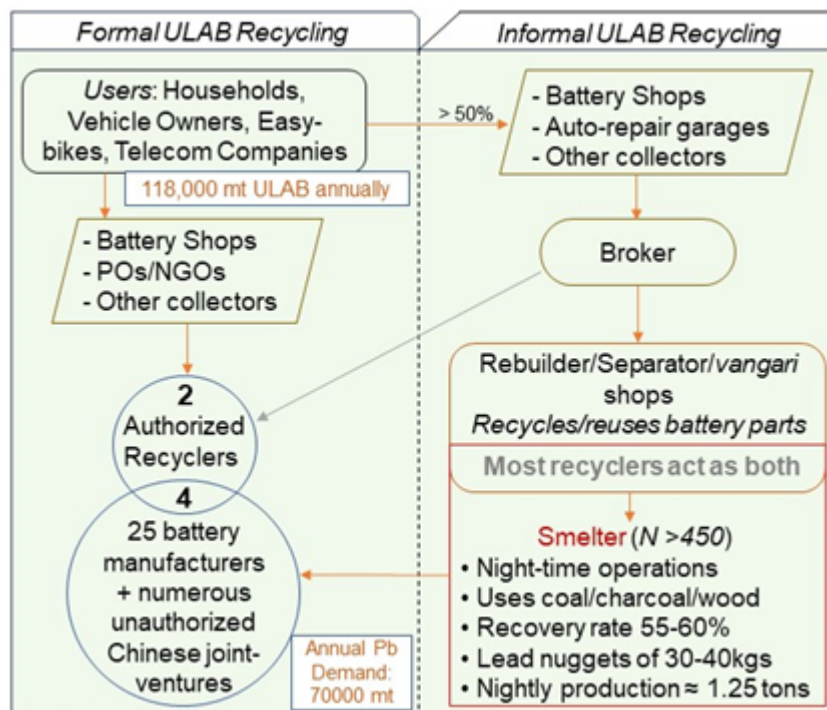 Formal ULAB Recycling
Users: Households,
Vehicle Owners, Easy-
bikes, Telecom Companies
118,000 mt ULAB annually
- Battery Shops
- POs/NGOs
- Other collectors
2
Authorized
Recyclers
4
25 battery
manufacturers
+ numerous
unauthorized
Chinese joint-
ventures
Annual Pb
Demand:
70000 mt
Informal ULAB Recycling
> 50%
- Battery Shops
- Auto-repair garages
- Other collectors
Broker
Rebuilder/Separator/vangari
shops
Recycles/reuses battery parts
Most recyclers act as both
Smelter (N >450)
• Night-time operations
• Uses coal/charcoal/wood
• Recovery rate 55-60%
• Lead nuggets of 30-40kgs
• Nightly production ≈ 1.25 tons